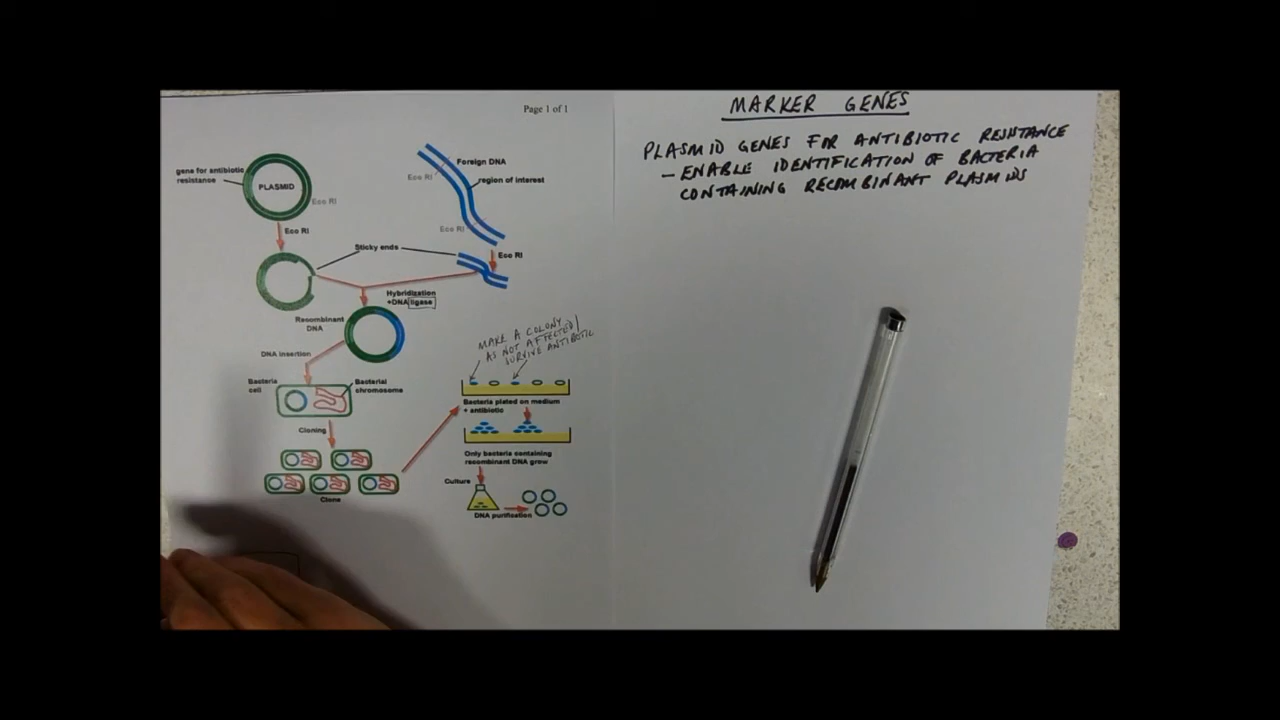 Page 1 of 1
gene for antibiotic
resistance
PLASMID
Eco RI
Eco RI
Foreign DNA
Eco RI
region of interest
Eco RI
Eco RI
Sticky ends
Hybridization
+DNA ligase
Recombinant
DNA
DNA insertion
Bacteria
cell
Bacterial
chromosome
Cloning
Clone
MAKE A COLONY
AS NOT AFFECTED/
SURVIVE ANTIBIOTIC
Bacteria plated on medium
+ antibiotic
Only bacteria containing
recombinant DNA grow
Culture
DNA purification
MARKER GENES
PLASMID GENES FOR ANTIBIOTIC RESISTANCE
- ENABLE IDENTIFICATION OF BACTERIA
CONTAINING RECOMBINANT PLASMIDS